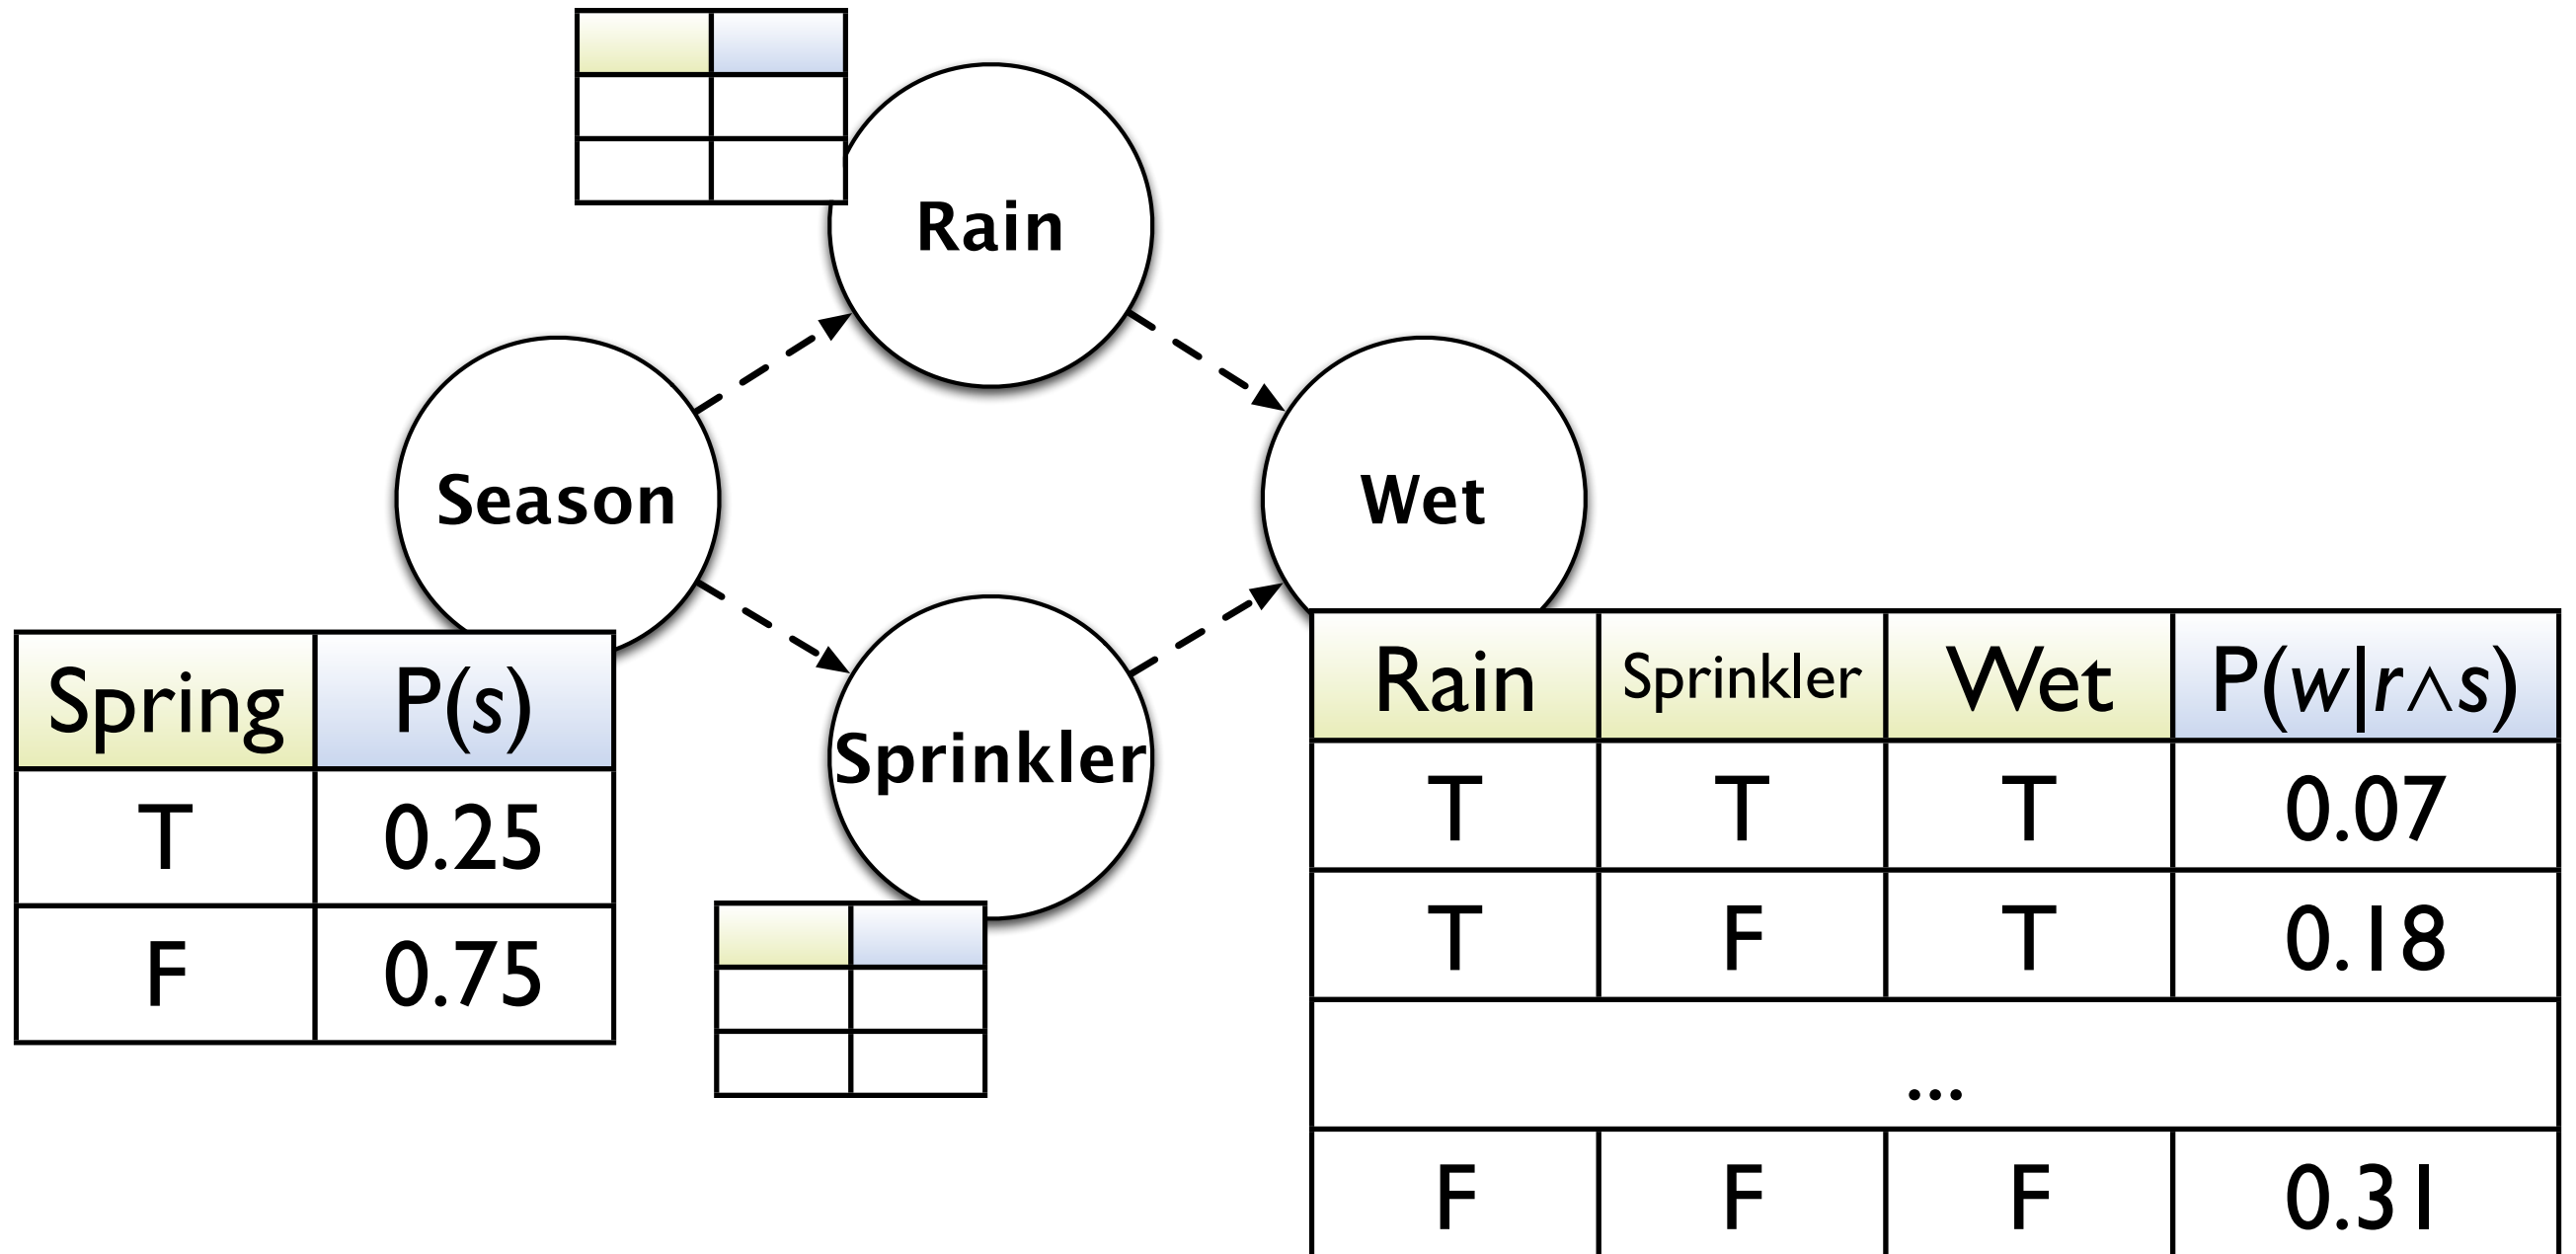 Rain
Season
Wet
Sprinkler
Spring P(s)
T 0.25
F 0.75
Rain Sprinkler Wet P(w|r∧s)
T T T 0.07
T F T 0.18
...
F F F 0.31